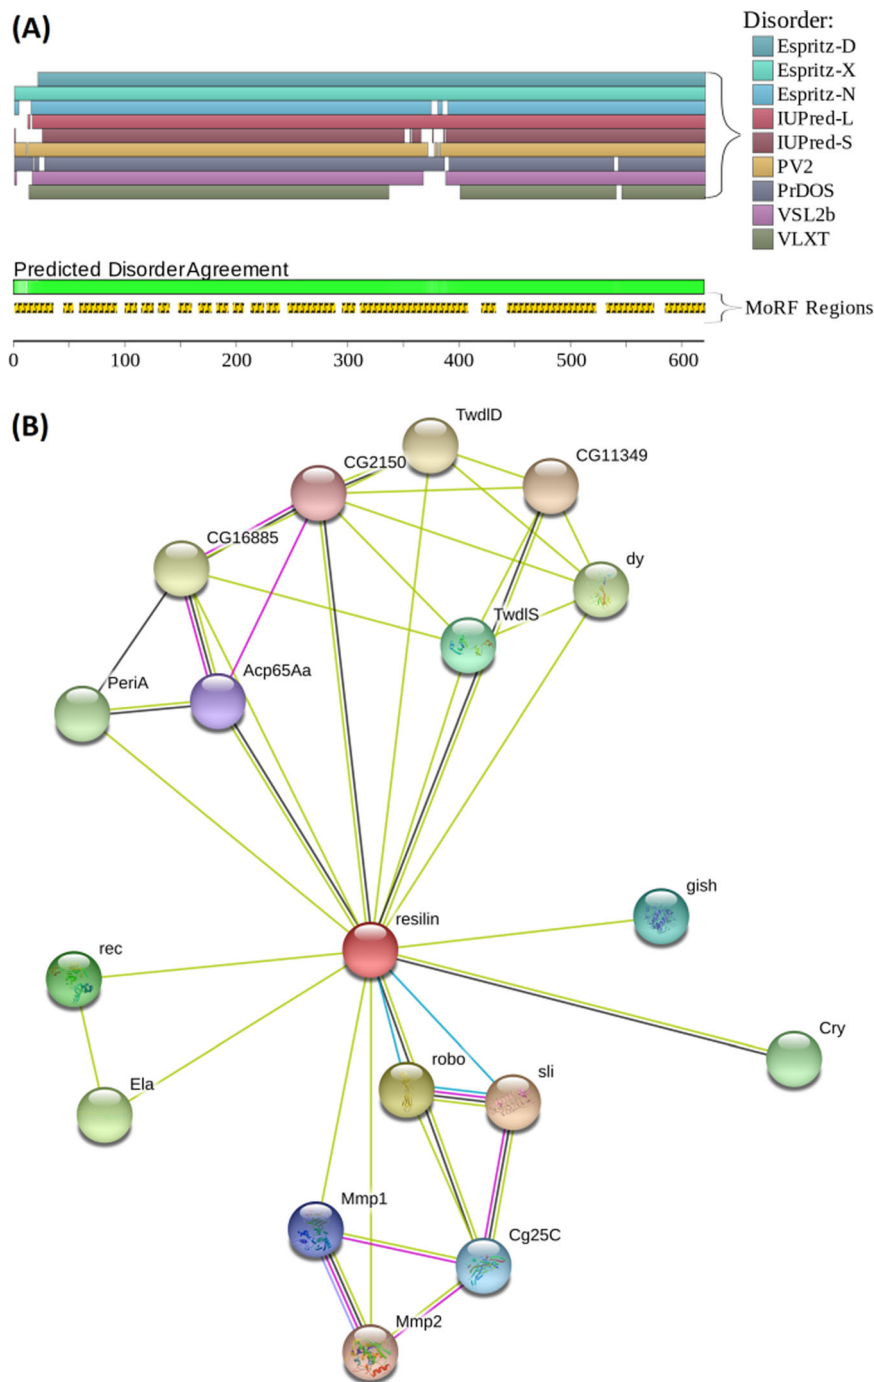 (A)
Disorder:
Espritz-D
Espritz-X
Espritz-N
IUPred-L
IUPred-S
PV2
PrDOS
VSL2b
VLXT
Predicted Disorder Agreement
MoRF Regions
0 100 200 300 400 500 600
(B)
TwdlD
CG2150
CG11349
CG16885
dy
TwdlS
PeriA
Acp65Aa
gish
resilin
rec
Cry
robo
sli
Ela
Mmp1
Cg25C
Mmp2